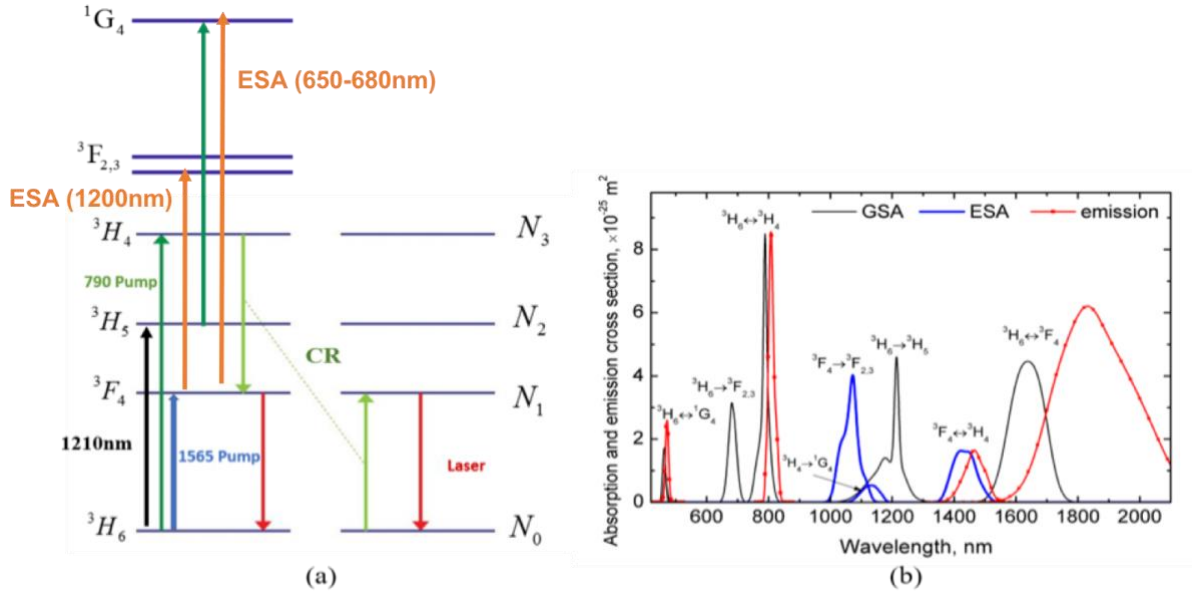 ¹G₄
ESA (650-680nm)
³F₂,₃
ESA (1200nm)
³H₄
N₃
790 Pump
³H₅
N₂
CR
³F₄
N₁
1210nm
1565 Pump
Laser
³H₆
N₀
(a)
Absorption and emission cross section, ×10⁻²⁵ m²
8
6
4
2
0
GSA
ESA
emission
³H₆↔³H₄
³H₆↔³F₄
³H₆→³H₅
³F₄→³F₂,₃
³H₆→³F₂,₃
³H₆↔¹G₄
³F₄↔³H₄
³H₄→¹G₄
600 800 1000 1200 1400 1600 1800 2000
Wavelength, nm
(b)